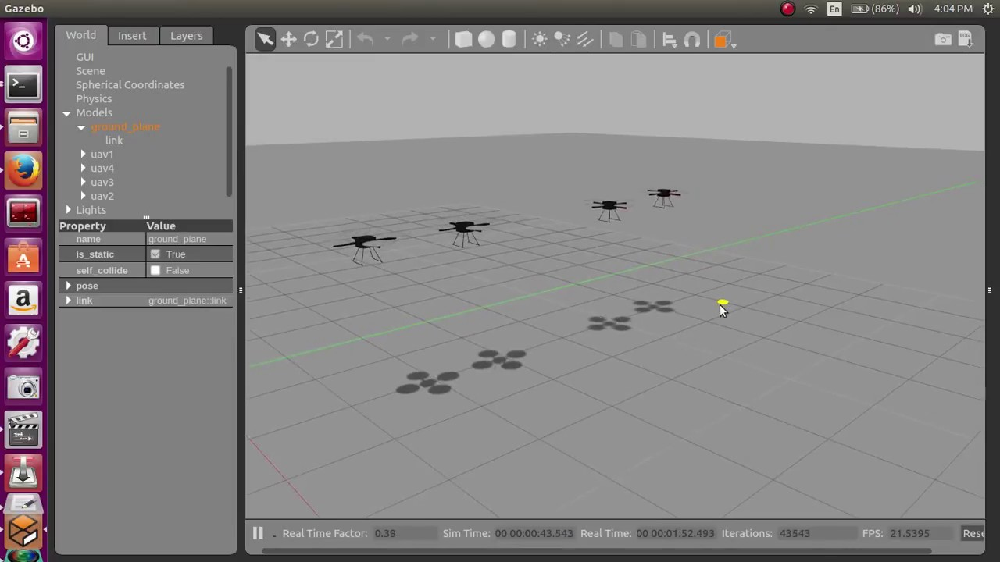 Gazebo En (86%) 4:04 PM
World Insert Layers
LOG
GUI
Scene
Spherical Coordinates
Physics
Models
ground_plane
link
uav1
uav4
uav3
uav2
Lights
Property Value
name ground_plane
is_static True
self_collide False
pose
link ground_plane::link
Real Time Factor: 0.38 Sim Time: 00 00:00:43.543 Real Time: 00 00:01:52.493 Iterations: 43543 FPS: 21.5395 Rese